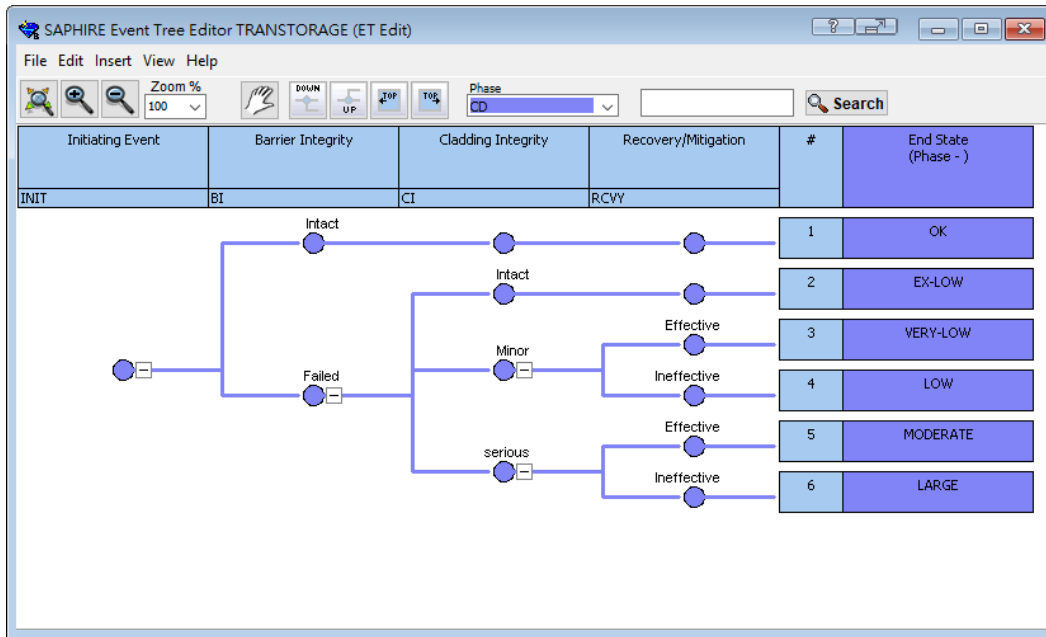 SAPHIRE Event Tree Editor TRANSTORAGE (ET Edit)
?
File Edit Insert View Help
Zoom %
100
DOWN
UP
TOP
TOP
Phase
CD
Search
Initiating Event
Barrier Integrity
Cladding Integrity
Recovery/Mitigation
#
End State
(Phase - )
INIT
BI
CI
RCVY
Intact
1
OK
Intact
2
EX-LOW
Effective
3
VERY-LOW
Minor
Failed
Ineffective
4
LOW
Effective
5
MODERATE
serious
Ineffective
6
LARGE